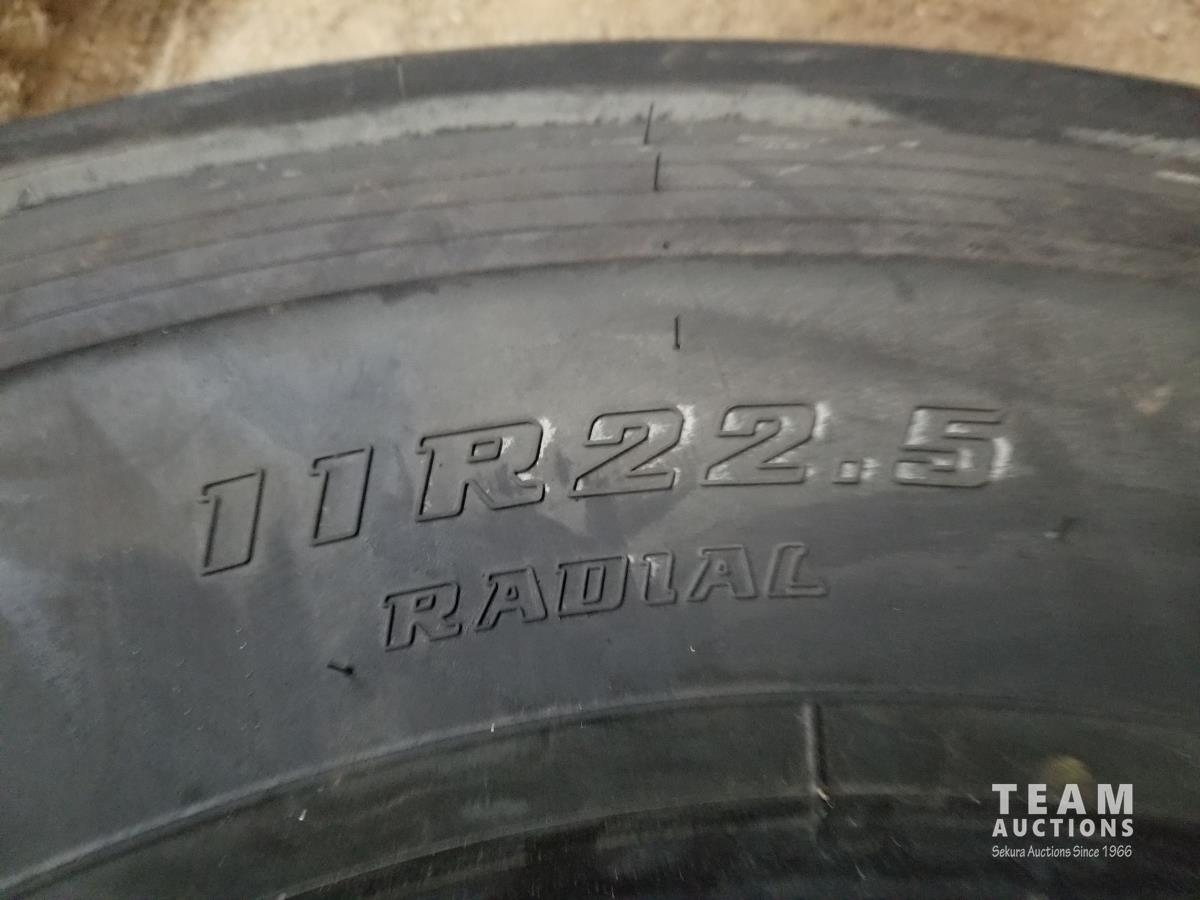 11R22.5
RADIAL
TEAM
AUCTIONS
Sekura Auctions Since 1966